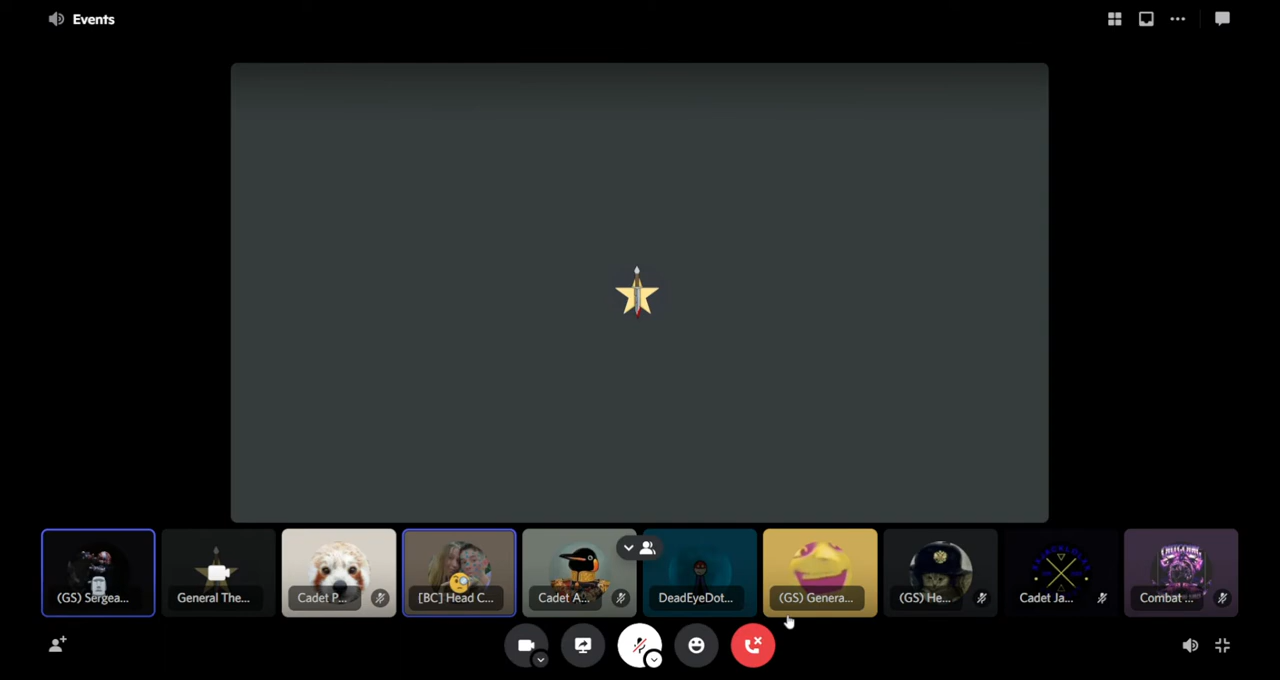 Events
(GS) Sergea...
General The...
Cadet P...
[BC] Head C...
Cadet A...
DeadEyeDot...
(GS) Genera...
(GS) He...
Cadet Ja...
Combat ...